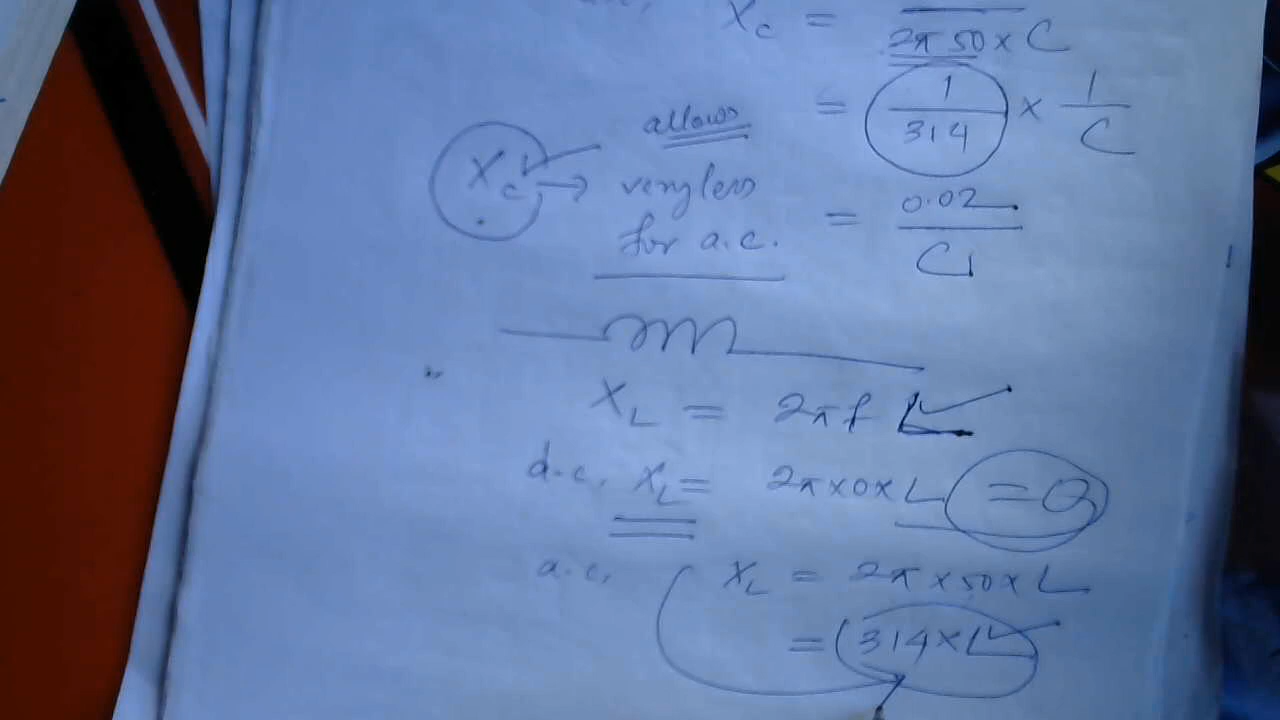 X_C = ———
2π 50 × C
= 1/314 × 1/C
allows
X_C → very less
for a.c.
= 0.02/C
X_L = 2πf L
d.c. X_L = 2π×0×L = 0
a.c. X_L = 2π × 50 × L
= 314 × L